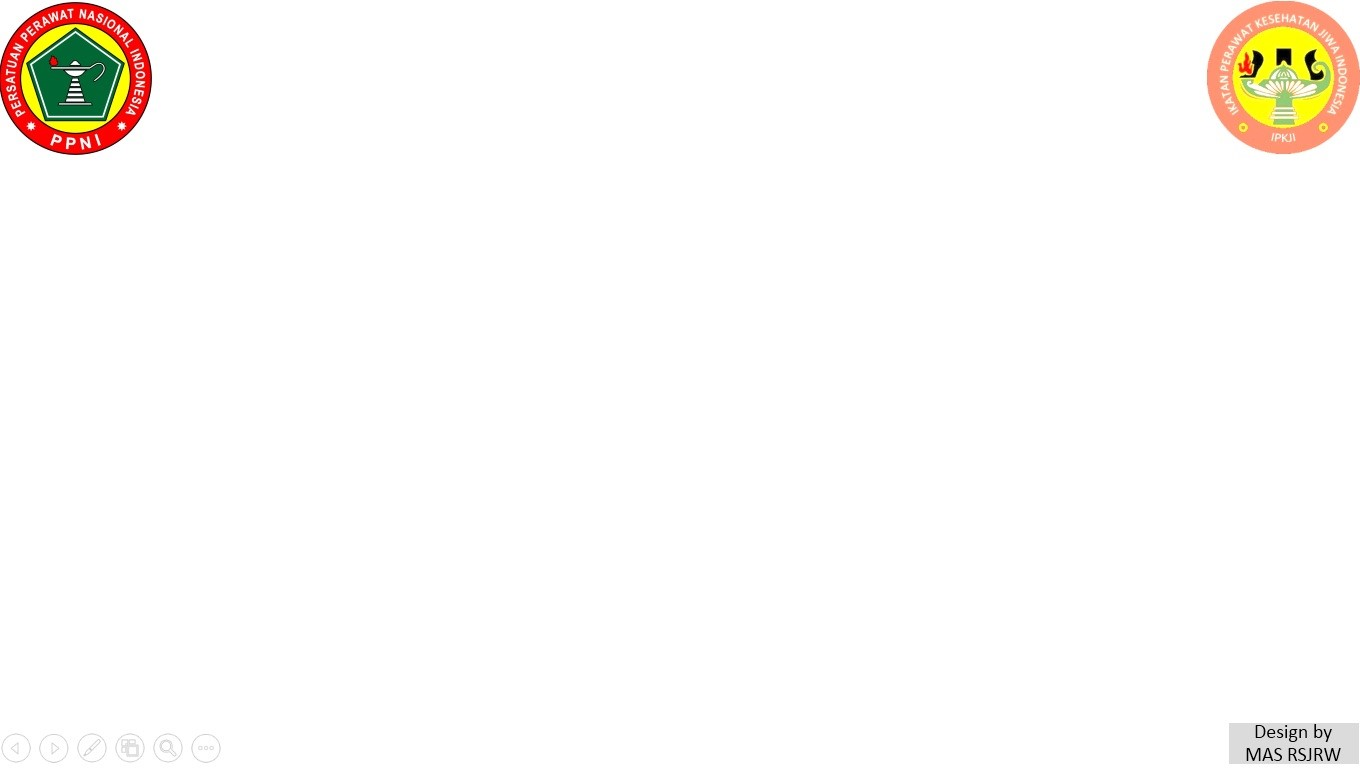 PERSATUAN PERAWAT NASIONAL INDONESIA
PPNI
IKATAN PERAWAT KESEHATAN JIWA INDONESIA
IPKJI
Design by
MAS RSJRW